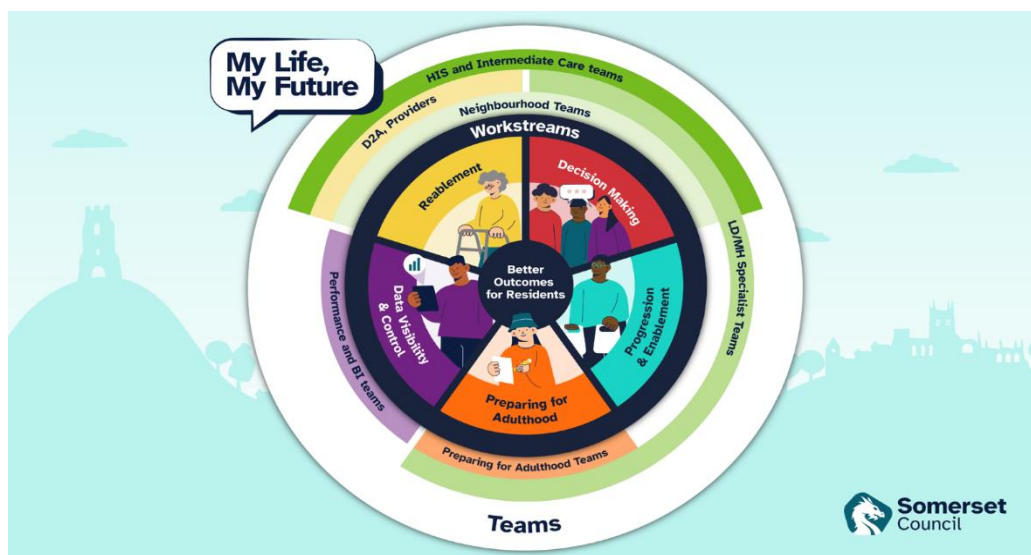 My Life,
My Future
HIS and Intermediate Care teams
D2A, Providers
Neighbourhood Teams
Workstreams
Reablement
Decision Making
Better
Outcomes
for Residents
Data Visibility
& Control
Progression
& Enablement
Preparing for
Adulthood
Performance and BI teams
LD/MH Specialist Teams
Preparing for Adulthood Teams
Teams
Somerset
Council